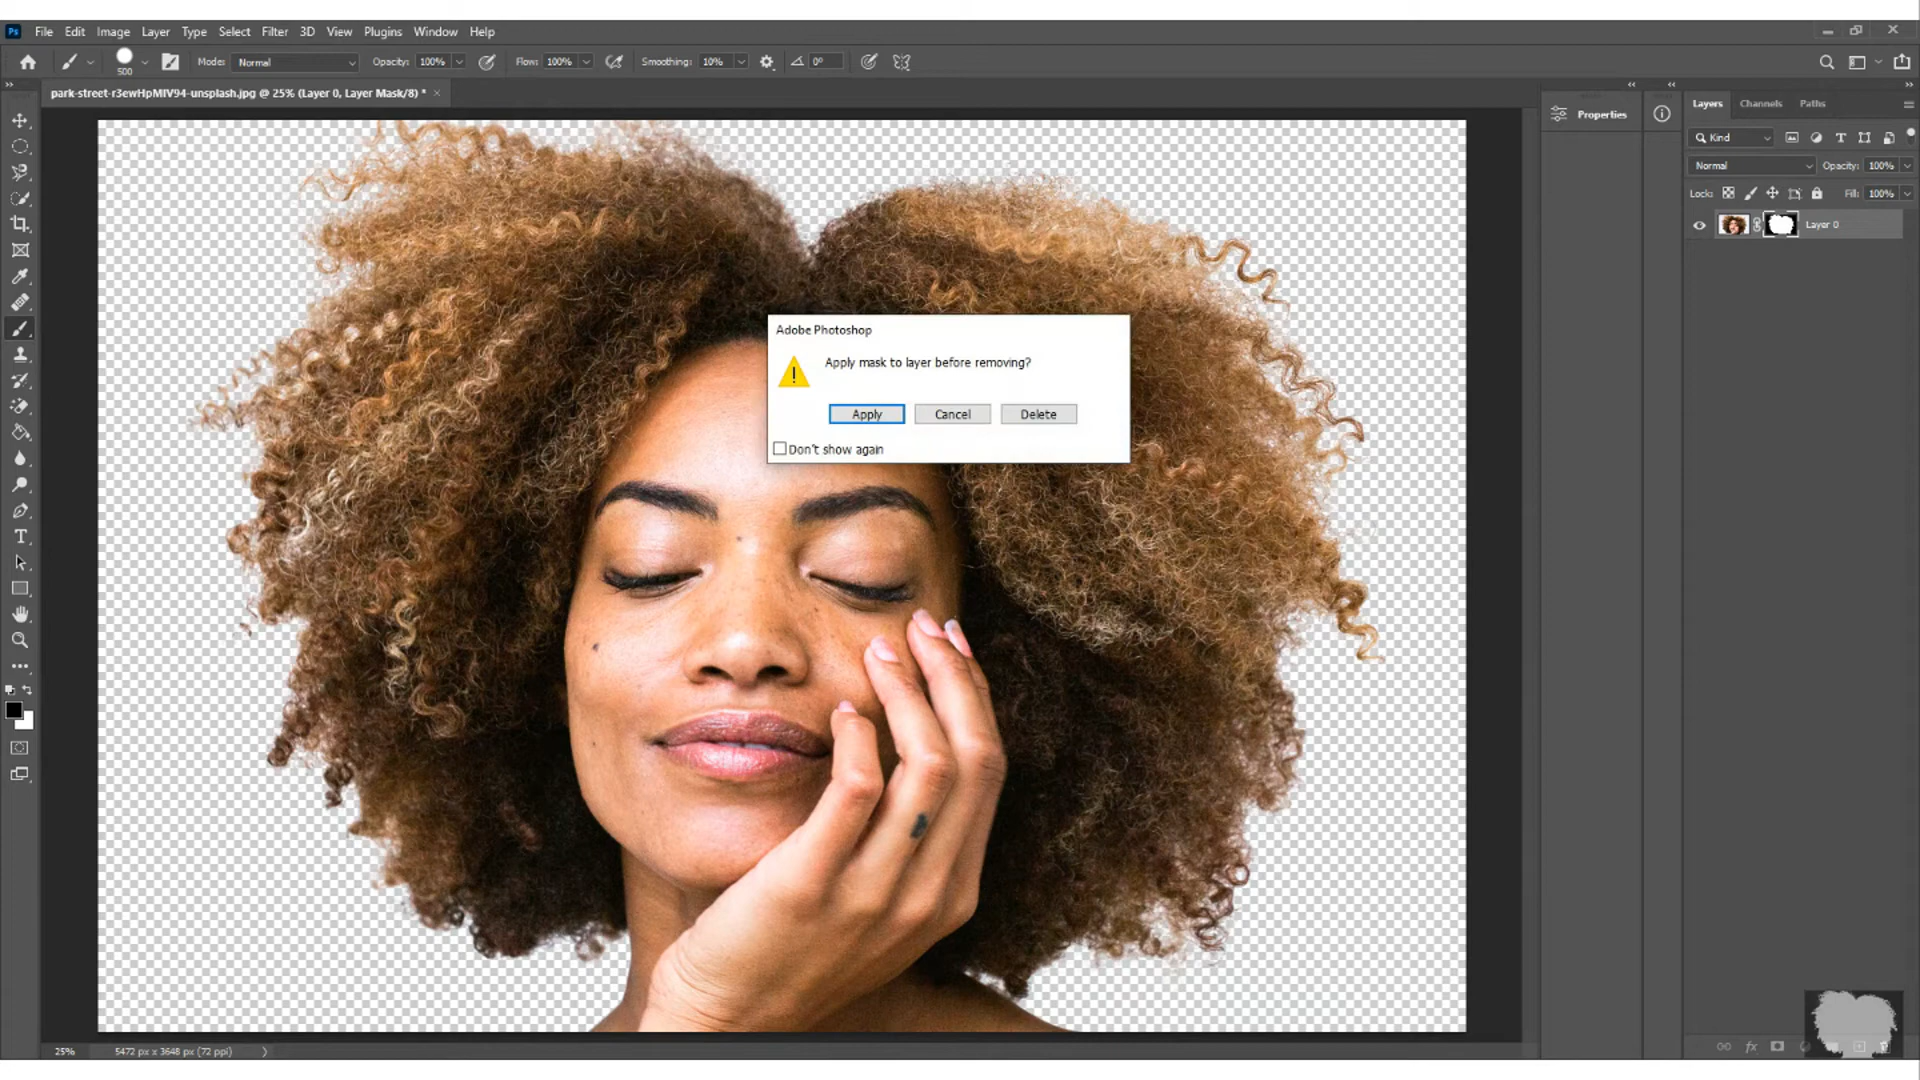 Ps File Edit Image Layer Type Select Filter 3D View Plugins Window Help
500 Mode: Normal Opacity: 100% Flow: 100% Smoothing: 10% 0°
park-street-r3ewHpMIV94-unsplash.jpg @ 25% (Layer 0, Layer Mask/8) *
Properties
Layers Channels Paths
Kind
Normal Opacity: 100%
Lock: Fill: 100%
Layer 0
Adobe Photoshop
Apply mask to layer before removing?
Apply Cancel Delete
Don't show again
25% 5472 px x 3648 px (72 ppi)